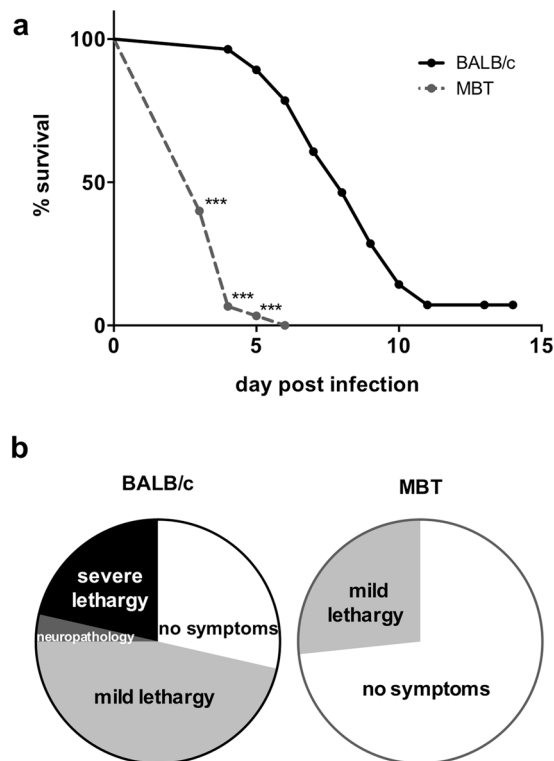 a
100
50
0
% survival
BALB/c
MBT
***
***
***
0
5
10
15
day post infection
b
BALB/c
MBT
severe
lethargy
neuropathology
no symptoms
mild lethargy
mild
lethargy
no symptoms